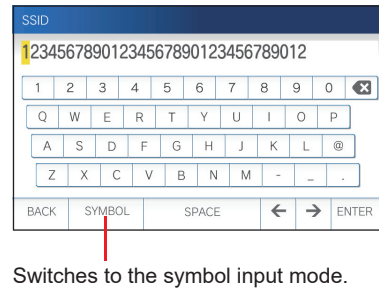 SSID
12345678901234567890123456789012
1 2 3 4 5 6 7 8 9 0
Q W E R T Y U I O P
A S D F G H J K L @
Z X C V B N M - _ .
BACK SYMBOL SPACE ← → ENTER
Switches to the symbol input mode.